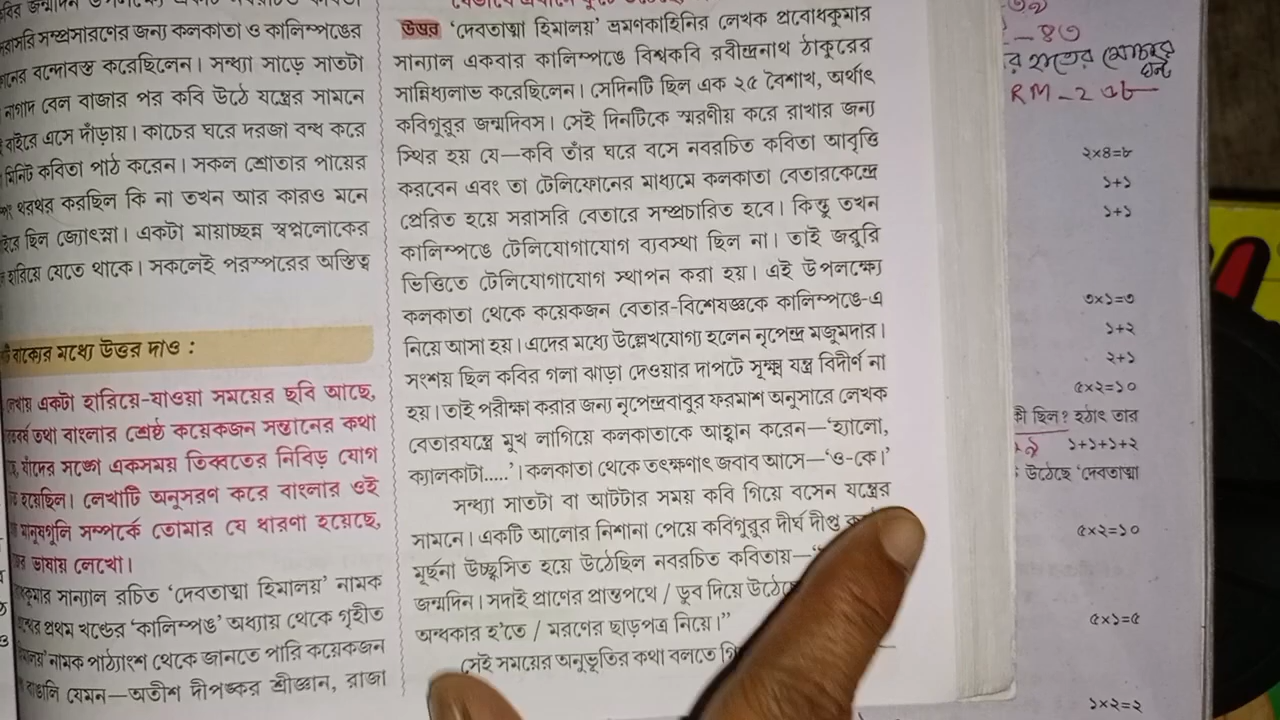 সরাসরি সম্প্রসারণের জন্য কলকাতা ও কালিম্পঙের
বন্দোবস্ত করেছিলেন। সন্ধ্যা সাড়ে সাতটা
নাগাদ বেল বাজার পর কবি উঠে যন্ত্রের সামনে
বাইরে এসে দাঁড়ায়। কাচের ঘরে দরজা বন্ধ করে
মিনিট কবিতা পাঠ করেন। সকল শ্রোতার পায়ের
থরথর করছিল কি না তখন আর কারও মনে
ছিল জ্যোৎস্না। একটা মায়াচ্ছন্ন স্বপ্নলোকের
হারিয়ে যেতে থাকে। সকলেই পরস্পরের অস্তিত্ব
বাক্যের মধ্যে উত্তর দাও :
একটা হারিয়ে-যাওয়া সময়ের ছবি আছে,
তথা বাংলার শ্রেষ্ঠ কয়েকজন সন্তানের কথা
যাঁদের সঙ্গে একসময় তিব্বতের নিবিড় যোগ
হয়েছিল। লেখাটি অনুসরণ করে বাংলার ওই
মানুষগুলি সম্পর্কে তোমার যে ধারণা হয়েছে,
ভাষায় লেখো।
সান্যাল রচিত ‘দেবতাত্মা হিমালয়’ নামক
প্রথম খণ্ডের ‘কালিম্পঙ’ অধ্যায় থেকে গৃহীত
নামক পাঠ্যাংশ থেকে জানতে পারি কয়েকজন
বাঙালি যেমন—অতীশ দীপঙ্কর শ্রীজ্ঞান, রাজা
উত্তর ‘দেবতাত্মা হিমালয়’ ভ্রমণকাহিনির লেখক প্রবোধকুমার
সান্যাল একবার কালিম্পঙে বিশ্বকবি রবীন্দ্রনাথ ঠাকুরের
সান্নিধ্যলাভ করেছিলেন। সেদিনটি ছিল এক ২৫ বৈশাখ, অর্থাৎ
কবিগুরুর জন্মদিবস। সেই দিনটিকে স্মরণীয় করে রাখার জন্য
স্থির হয় যে—কবি তাঁর ঘরে বসে নবরচিত কবিতা আবৃত্তি
করবেন এবং তা টেলিফোনের মাধ্যমে কলকাতা বেতারকেন্দ্রে
প্রেরিত হয়ে সরাসরি বেতারে সম্প্রচারিত হবে। কিন্তু তখন
কালিম্পঙে টেলিযোগাযোগ ব্যবস্থা ছিল না। তাই জরুরি
ভিত্তিতে টেলিযোগাযোগ স্থাপন করা হয়। এই উপলক্ষ্যে
কলকাতা থেকে কয়েকজন বেতার-বিশেষজ্ঞকে কালিম্পঙে-এ
নিয়ে আসা হয়। এদের মধ্যে উল্লেখযোগ্য হলেন নৃপেন্দ্র মজুমদার।
সংশয় ছিল কবির গলা ঝাড়া দেওয়ার দাপটে সূক্ষ্ম যন্ত্র বিদীর্ণ না
হয়। তাই পরীক্ষা করার জন্য নৃপেন্দ্রবাবুর ফরমাশ অনুসারে লেখক
বেতারযন্ত্রে মুখ লাগিয়ে কলকাতাকে আহ্বান করেন—‘হ্যালো,
ক্যালকাটা.....’। কলকাতা থেকে তৎক্ষণাৎ জবাব আসে—‘ও-কে।’
সন্ধ্যা সাতটা বা আটটার সময় কবি গিয়ে বসেন যন্ত্রের
সামনে। একটি আলোর নিশানা পেয়ে কবিগুরুর দীর্ঘ দীপ্ত
মূর্ছনা উচ্ছ্বসিত হয়ে উঠেছিল নবরচিত কবিতায়—
জন্মদিন। সদাই প্রাণের প্রান্তপথে / ডুব দিয়ে উঠেছে
অন্ধকার হ’তে / মরণের ছাড়পত্র নিয়ে।”
সেই সময়ের অনুভূতির কথা বলতে
– ৪৩
RM – 2
২×৪=৮
১+১
১+১
৩×১=৩
১+২
২+১
৫×২=১০
কী ছিল? হঠাৎ তার
১+১+১+২
উঠেছে ‘দেবতাত্মা
৫×২=১০
৫×১=৫
১×২=২